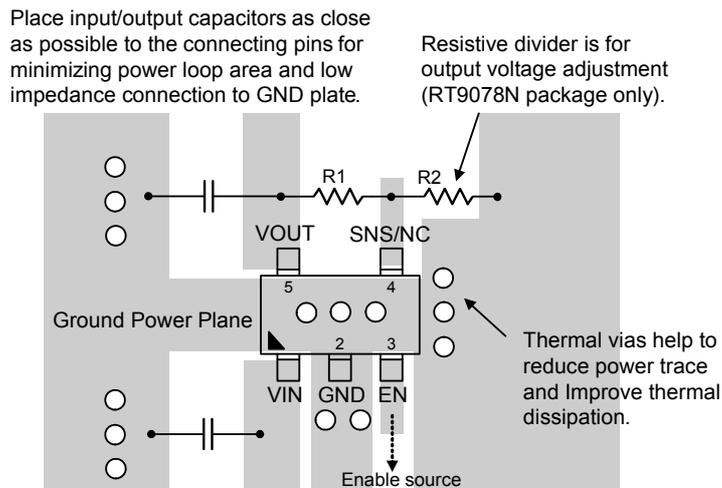 Place input/output capacitors as close
as possible to the connecting pins for
minimizing power loop area and low
impedance connection to GND plate.
Resistive divider is for
output voltage adjustment
(RT9078N package only).
R1
R2
VOUT
SNS/NC
5
4
Ground Power Plane
2
3
VIN
GND
EN
Thermal vias help to
reduce power trace
and Improve thermal
dissipation.
Enable source